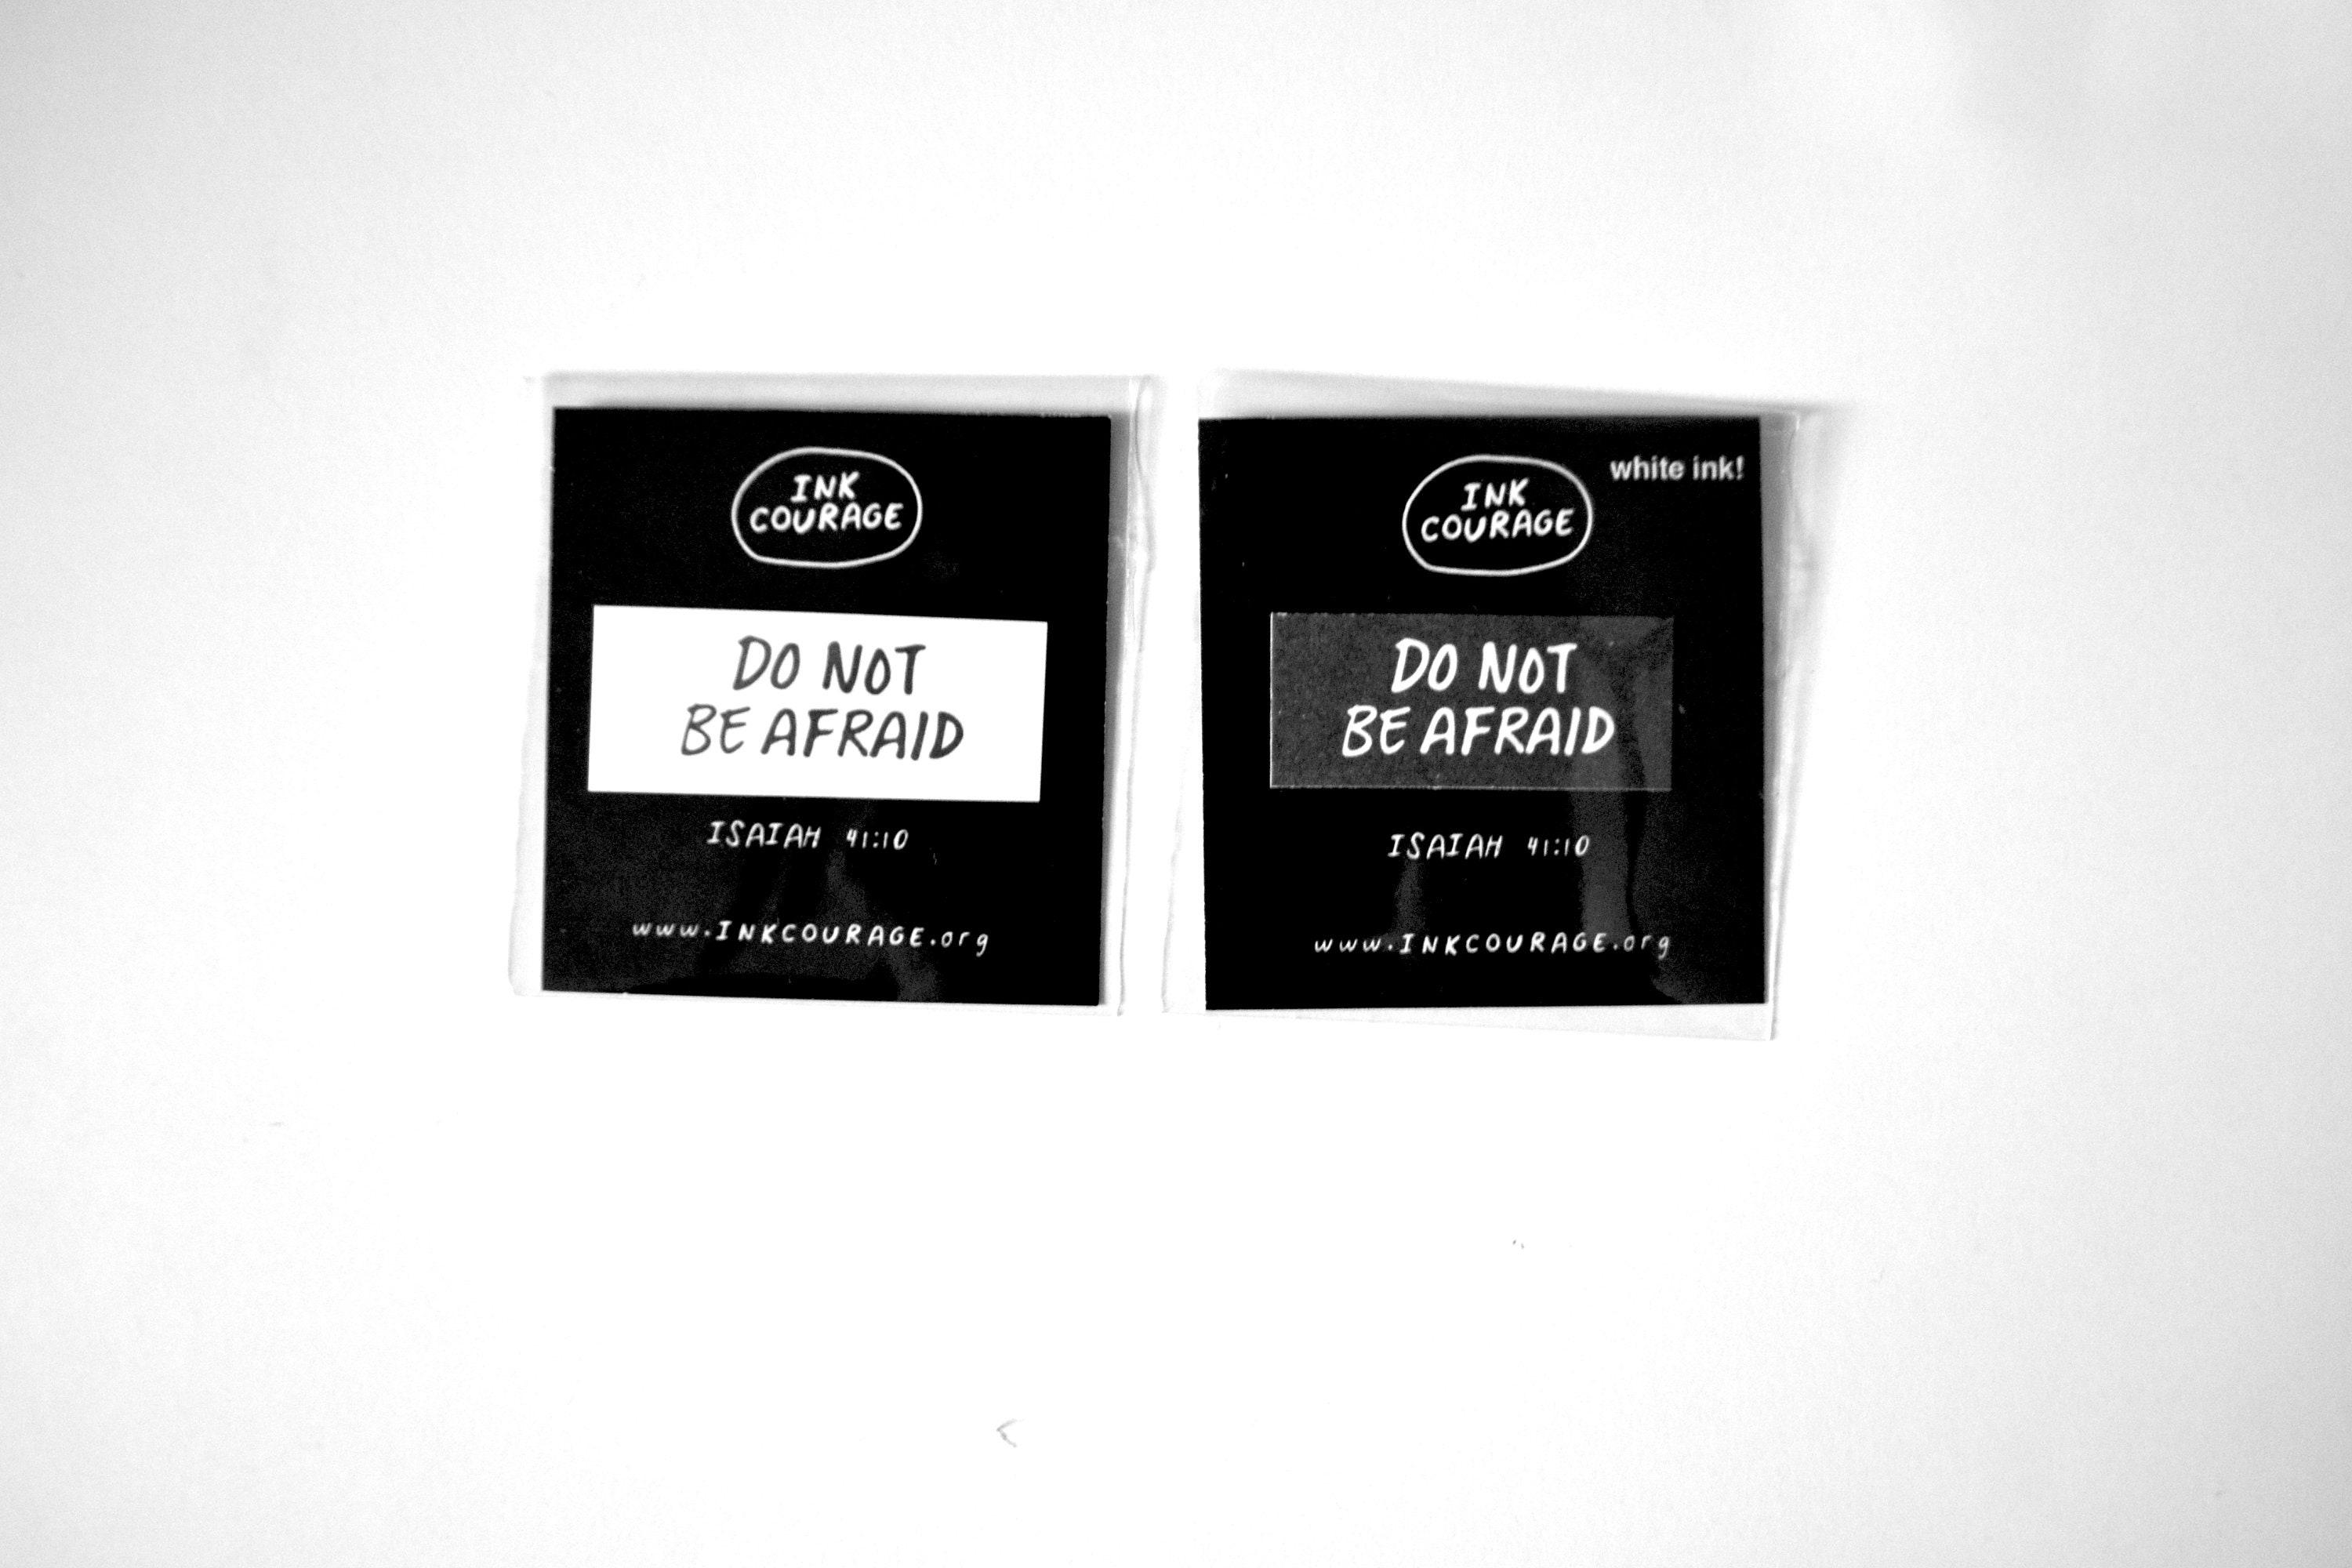 INK
COURAGE
DO NOT
BE AFRAID
ISAIAH 41:10
www.INKCOURAGE.org
white ink!
INK
COURAGE
DO NOT
BE AFRAID
ISAIAH 41:10
www.INKCOURAGE.org